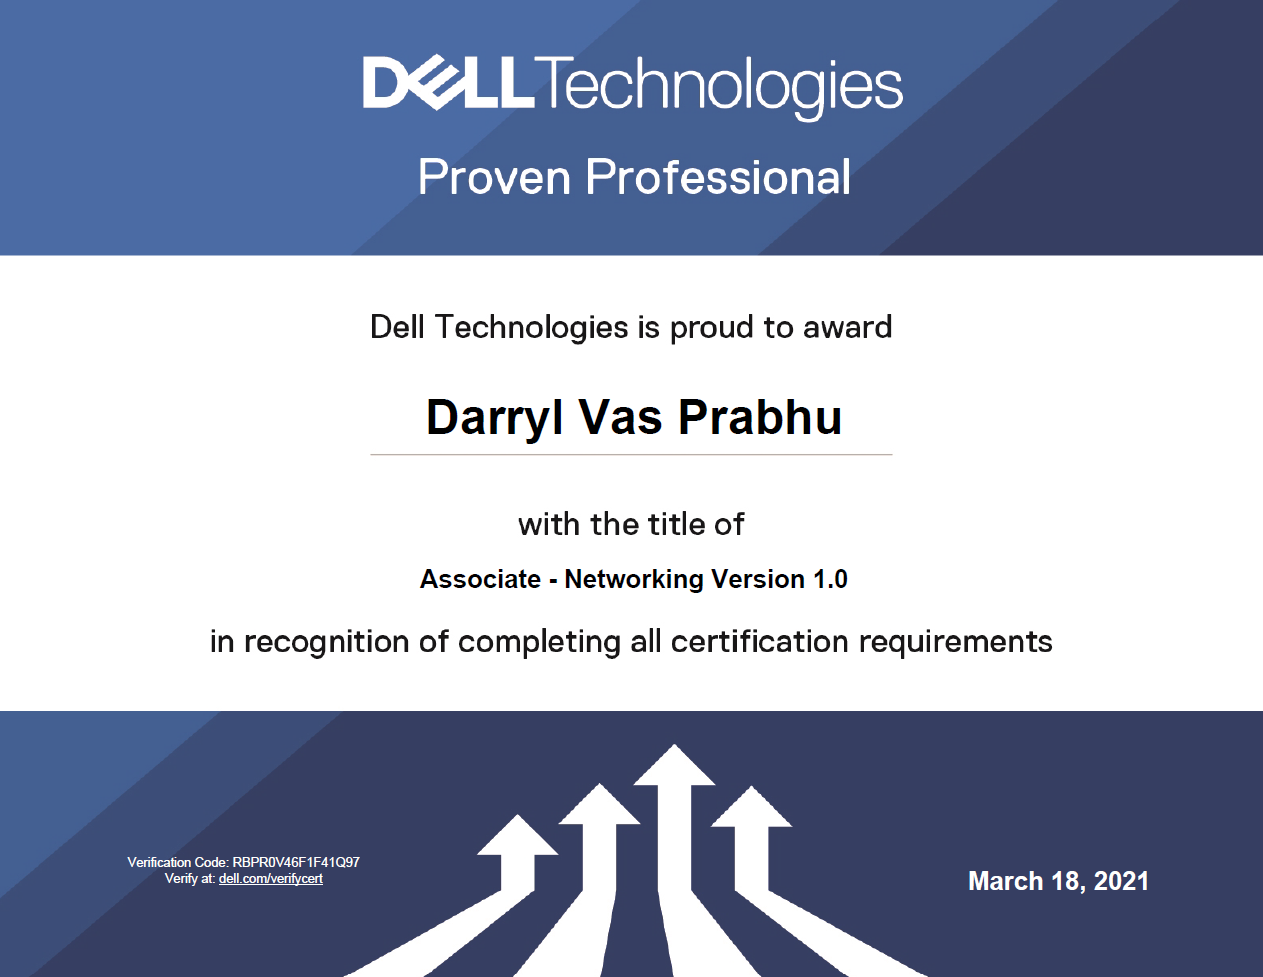 DELL Technologies
Proven Professional
Dell Technologies is proud to award
Darryl Vas Prabhu
with the title of
Associate - Networking Version 1.0
in recognition of completing all certification requirements
Verification Code: RBPR0V46F1F41Q97
Verify at: dell.com/verifycert
March 18, 2021